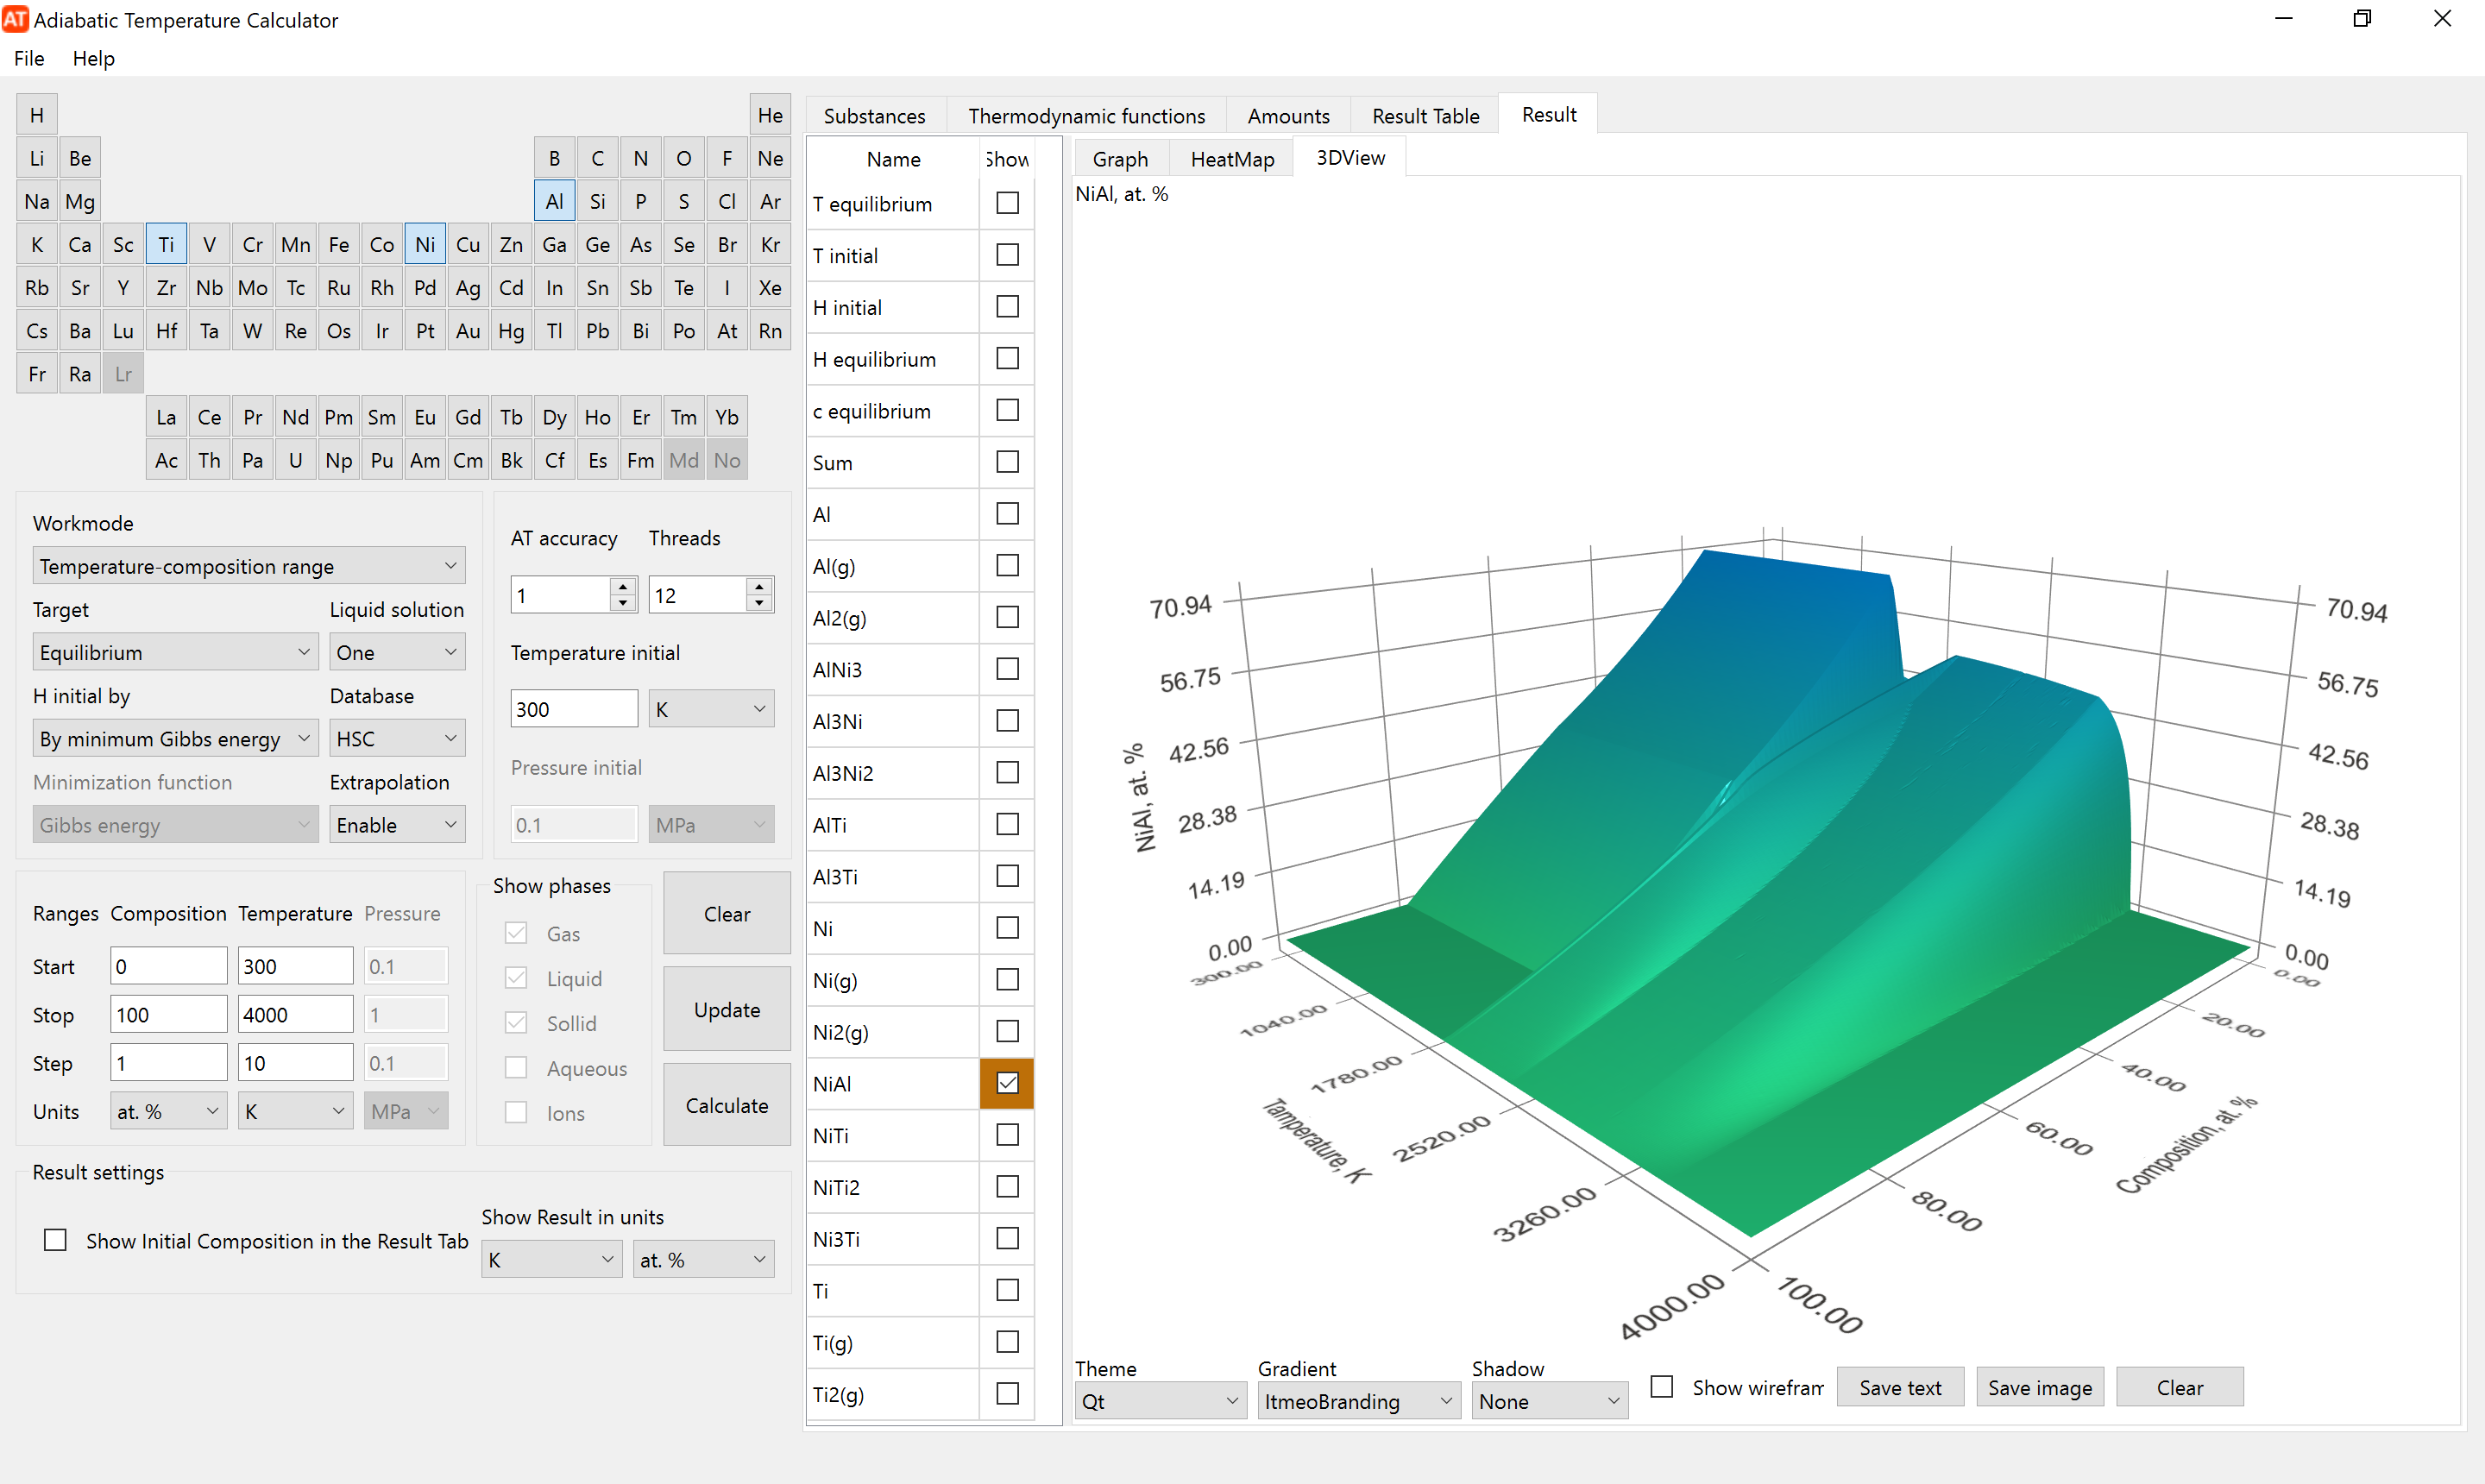 AT Adiabatic Temperature Calculator
File Help
H He
Li Be B C N O F Ne
Na Mg Al Si P S Cl Ar
K Ca Sc Ti V Cr Mn Fe Co Ni Cu Zn Ga Ge As Se Br Kr
Rb Sr Y Zr Nb Mo Tc Ru Rh Pd Ag Cd In Sn Sb Te I Xe
Cs Ba Lu Hf Ta W Re Os Ir Pt Au Hg Tl Pb Bi Po At Rn
Fr Ra Lr
La Ce Pr Nd Pm Sm Eu Gd Tb Dy Ho Er Tm Yb
Ac Th Pa U Np Pu Am Cm Bk Cf Es Fm Md No
Workmode
Temperature-composition range
Target Liquid solution
Equilibrium One
H initial by Database
By minimum Gibbs energy HSC
Minimization function Extrapolation
Gibbs energy Enable
AT accuracy Threads
1 12
Temperature initial
300 K
Pressure initial
0.1 MPa
Ranges Composition Temperature Pressure
Start 0 300 0.1
Stop 100 4000 1
Step 1 10 0.1
Units at. % K MPa
Show phases
Gas
Liquid
Sollid
Aqueous
Ions
Clear
Update
Calculate
Result settings
Show Initial Composition in the Result Tab
Show Result in units
K at. %
Substances Thermodynamic functions Amounts Result Table Result
Name Show
T equilibrium
T initial
H initial
H equilibrium
c equilibrium
Sum
Al
Al(g)
Al2(g)
AlNi3
Al3Ni
Al3Ni2
AlTi
Al3Ti
Ni
Ni(g)
Ni2(g)
NiAl
NiTi
NiTi2
Ni3Ti
Ti
Ti(g)
Ti2(g)
Graph HeatMap 3DView
NiAl, at. %
70.94
56.75
42.56
28.38
14.19
0.00
NiAl, at. %
70.94
56.75
42.56
28.38
14.19
0.00
300.00
1040.00
1780.00
2520.00
3260.00
4000.00
Tamperature, K
0.00
20.00
40.00
60.00
80.00
100.00
Composition, at. %
Theme Gradient Shadow
Qt ItmeoBranding None
Show wirefran Save text Save image Clear